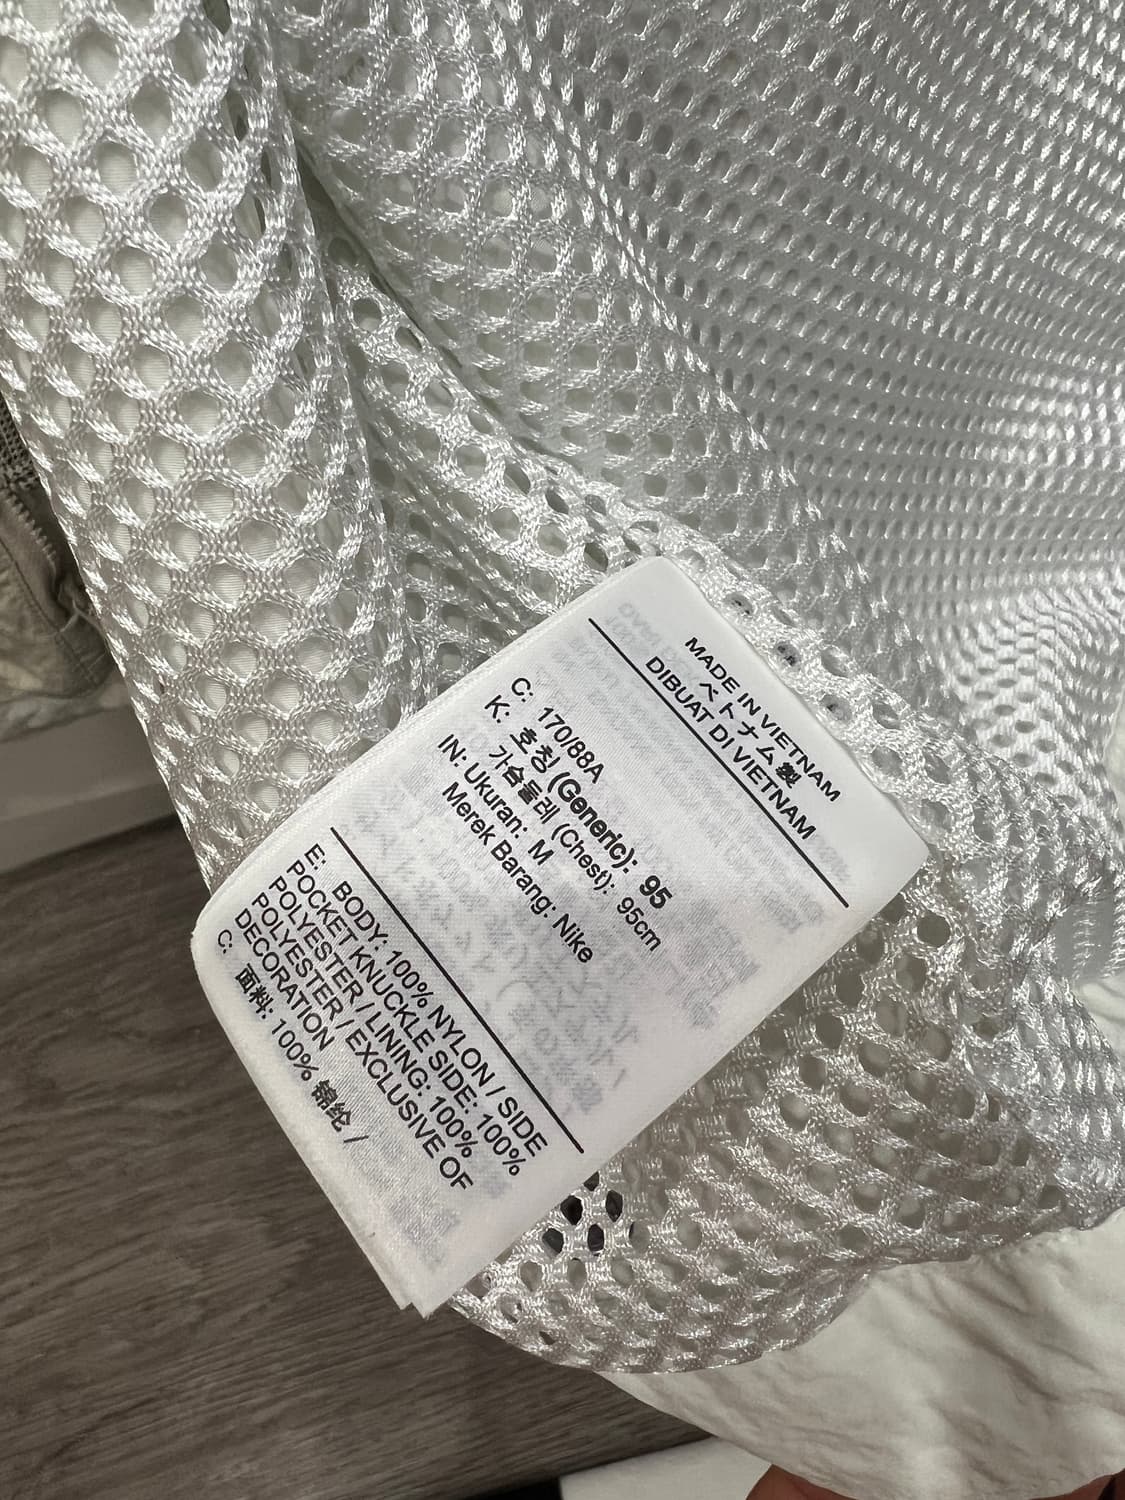 MADE IN VIETNAM
ベトナム製
DIBUAT DI VIETNAM
C: 170/88A
K: 호칭 (Generic): 95
가슴둘레 (Chest): 95cm
IN: Ukuran: M
Merek Barang: Nike
E: BODY: 100% NYLON / SIDE
POCKET KNUCKLE SIDE: 100%
POLYESTER / LINING: 100%
POLYESTER / EXCLUSIVE OF
DECORATION
C: 面料: 100% 锦纶 /